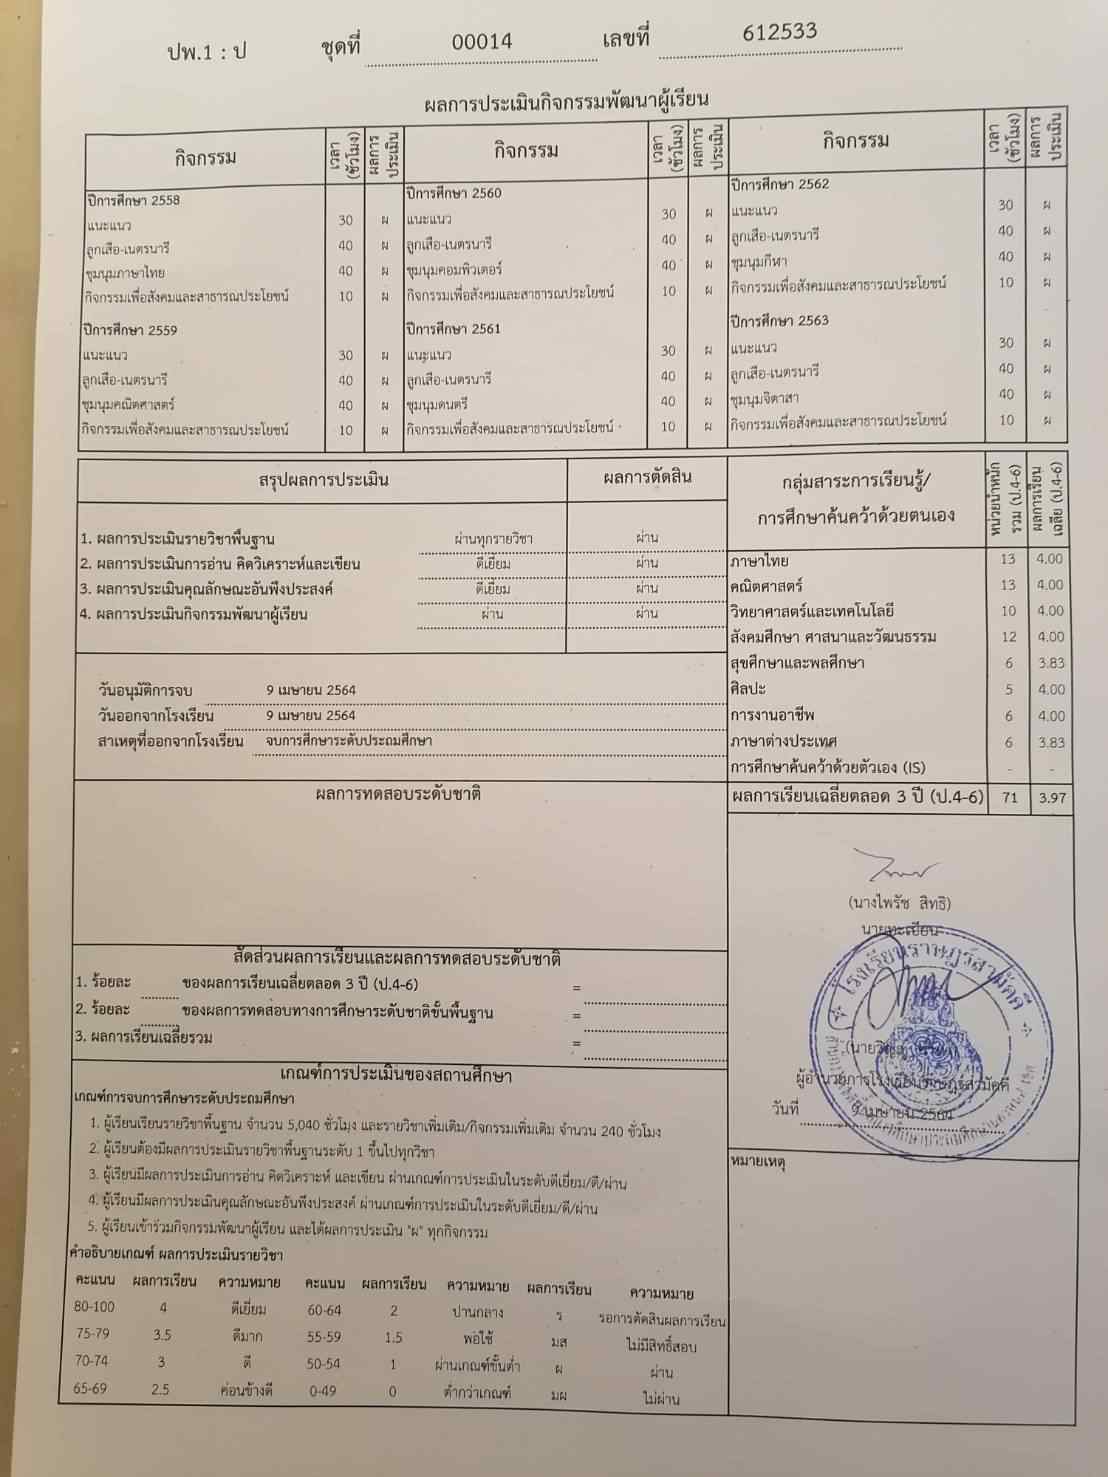 ปพ.1 : ป ชุดที่ 00014 เลขที่ 612533
ผลการประเมินกิจกรรมพัฒนาผู้เรียน
กิจกรรม เวลา (ชั่วโมง) ผลการประเมิน กิจกรรม เวลา (ชั่วโมง) ผลการประเมิน กิจกรรม เวลา (ชั่วโมง) ผลการประเมิน
ปีการศึกษา 2558 ปีการศึกษา 2560 ปีการศึกษา 2562
แนะแนว 30 ผ แนะแนว 30 ผ แนะแนว 30 ผ
ลูกเสือ-เนตรนารี 40 ผ ลูกเสือ-เนตรนารี 40 ผ ลูกเสือ-เนตรนารี 40 ผ
ชุมนุมภาษาไทย 40 ผ ชุมนุมคอมพิวเตอร์ 40 ผ ชุมนุมกีฬา 40 ผ
กิจกรรมเพื่อสังคมและสาธารณประโยชน์ 10 ผ กิจกรรมเพื่อสังคมและสาธารณประโยชน์ 10 ผ กิจกรรมเพื่อสังคมและสาธารณประโยชน์ 10 ผ
ปีการศึกษา 2559 ปีการศึกษา 2561 ปีการศึกษา 2563
แนะแนว 30 ผ แนะแนว 30 ผ แนะแนว 30 ผ
ลูกเสือ-เนตรนารี 40 ผ ลูกเสือ-เนตรนารี 40 ผ ลูกเสือ-เนตรนารี 40 ผ
ชุมนุมคณิตศาสตร์ 40 ผ ชุมนุมดนตรี 40 ผ ชุมนุมจิตาสา 40 ผ
กิจกรรมเพื่อสังคมและสาธารณประโยชน์ 10 ผ กิจกรรมเพื่อสังคมและสาธารณประโยชน์ 10 ผ กิจกรรมเพื่อสังคมและสาธารณประโยชน์ 10 ผ
สรุปผลการประเมิน ผลการตัดสิน
1. ผลการประเมินรายวิชาพื้นฐาน ผ่านทุกรายวิชา ผ่าน
2. ผลการประเมินการอ่าน คิดวิเคราะห์และเขียน ดีเยี่ยม ผ่าน
3. ผลการประเมินคุณลักษณะอันพึงประสงค์ ดีเยี่ยม ผ่าน
4. ผลการประเมินกิจกรรมพัฒนาผู้เรียน ผ่าน ผ่าน
วันอนุมัติการจบ 9 เมษายน 2564
วันออกจากโรงเรียน 9 เมษายน 2564
สาเหตุที่ออกจากโรงเรียน จบการศึกษาระดับประถมศึกษา
กลุ่มสาระการเรียนรู้/
การศึกษาค้นคว้าด้วยตนเอง
หน่วยน้ำหนัก รวม (ป.4-6)
ผลการเรียน เฉลี่ย (ป.4-6)
ภาษาไทย 13 4.00
คณิตศาสตร์ 13 4.00
วิทยาศาสตร์และเทคโนโลยี 10 4.00
สังคมศึกษา ศาสนาและวัฒนธรรม 12 4.00
สุขศึกษาและพลศึกษา 6 3.83
ศิลปะ 5 4.00
การงานอาชีพ 6 4.00
ภาษาต่างประเทศ 6 3.83
การศึกษาค้นคว้าด้วยตัวเอง (IS) - -
ผลการเรียนเฉลี่ยตลอด 3 ปี (ป.4-6) 71 3.97
ผลการทดสอบระดับชาติ
(นางไพรัช สิทธิ)
นายทะเบียน
โรงเรียนราษฎร์สามัคคี
ผู้อำนวยการโรงเรียนราษฎร์สามัคคี
วันที่ 9 เมษายน 2564
หมายเหตุ
สัดส่วนผลการเรียนและผลการทดสอบระดับชาติ
1. ร้อยละ ของผลการเรียนเฉลี่ยตลอด 3 ปี (ป.4-6) =
2. ร้อยละ ของผลการทดสอบทางการศึกษาระดับชาติขั้นพื้นฐาน =
3. ผลการเรียนเฉลี่ยรวม =
เกณฑ์การประเมินของสถานศึกษา
เกณฑ์การจบการศึกษาระดับประถมศึกษา
1. ผู้เรียนเรียนรายวิชาพื้นฐาน จำนวน 5,040 ชั่วโมุง และรายวิชาเพิ่มเติม/กิจกรรมเพิ่มเติม จำนวน 240 ชั่วโมง
2. ผู้เรียนต้องมีผลการประเมินรายวิชาพื้นฐานระดับ 1 ขึ้นไปทุกวิชา
3. ผู้เรียนมีผลการประเมินการอ่าน คิดวิเคราะห์ และเขียน ผ่านเกณฑ์การประเมินในระดับดีเยี่ยม/ดี/ผ่าน
4. ผู้เรียนมีผลการประเมินคุณลักษณะอันพึงประสงค์ ผ่านเกณฑ์การประเมินในระดับดีเยี่ยม/ดี/ผ่าน
5. ผู้เรียนเข้าร่วมกิจกรรมพัฒนาผู้เรียน และได้ผลการประเมิน "ผ" ทุกกิจกรรม
คำอธิบายเกณฑ์ ผลการประเมินรายวิชา
คะแนน ผลการเรียน ความหมาย คะแนน ผลการเรียน ความหมาย ผลการเรียน ความหมาย
80-100 4 ดีเยี่ยม 60-64 2 ปานกลาง ร รอการตัดสินผลการเรียน
75-79 3.5 ดีมาก 55-59 1.5 พอใช้ มส ไม่มีสิทธิ์สอบ
70-74 3 ดี 50-54 1 ผ่านเกณฑ์ขั้นต่ำ ผ ผ่าน
65-69 2.5 ค่อนข้างดี 0-49 0 ต่ำกว่าเกณฑ์ มผ ไม่ผ่าน